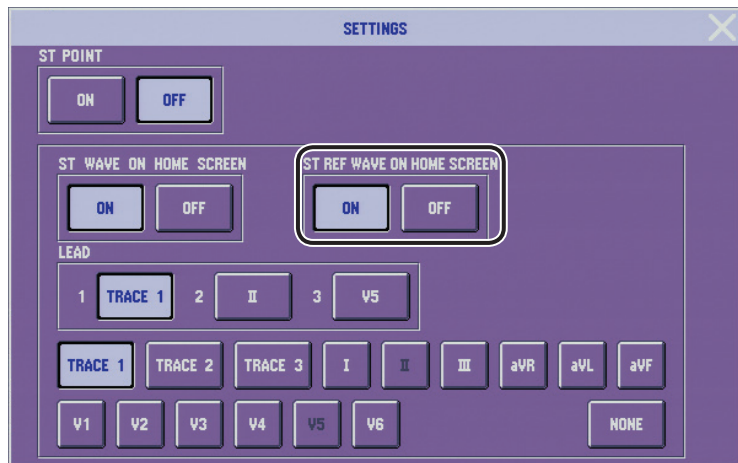 SETTINGS
ST POINT
ON OFF
ST WAVE ON HOME SCREEN ST REF WAVE ON HOME SCREEN
ON OFF ON OFF
LEAD
1 TRACE 1 2 II 3 V5
TRACE 1 TRACE 2 TRACE 3 I II III aVR aVL aVF
V1 V2 V3 V4 V5 V6 NONE